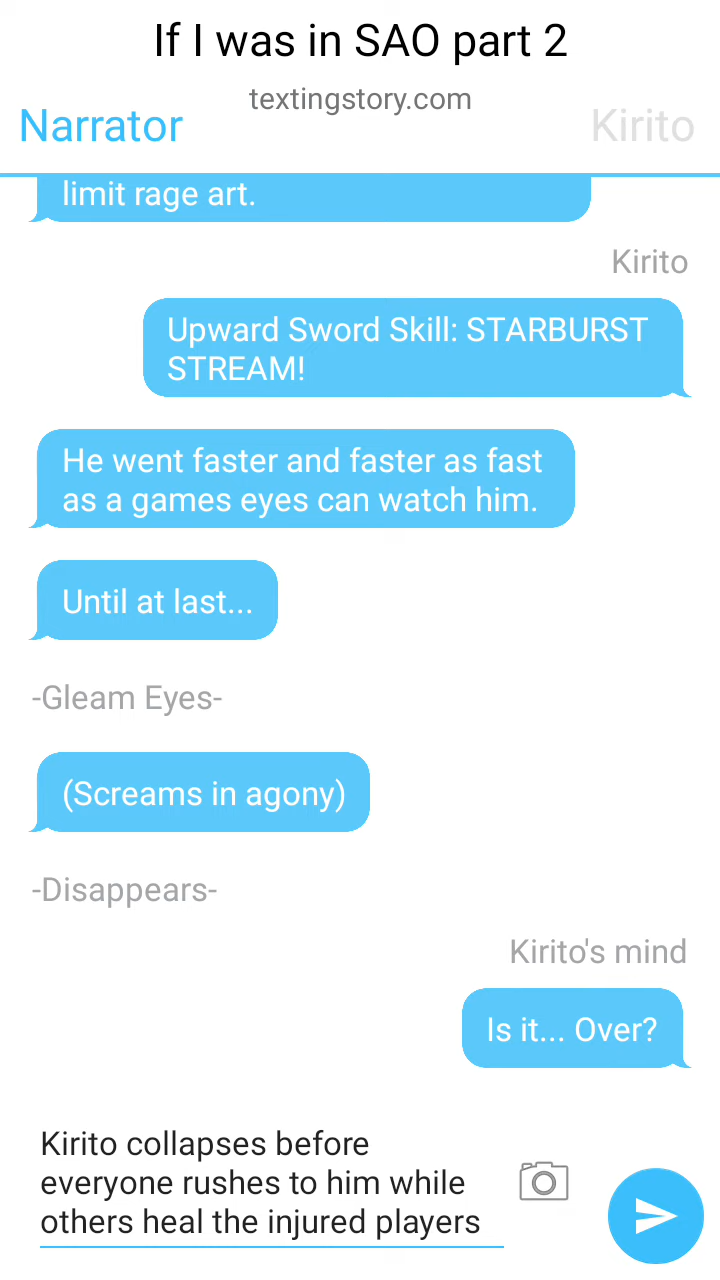 If I was in SAO part 2
textingstory.com
Narrator
Kirito
limit rage art.
Kirito
Upward Sword Skill: STARBURST
STREAM!
He went faster and faster as fast
as a games eyes can watch him.
Until at last...
-Gleam Eyes-
(Screams in agony)
-Disappears-
Kirito's mind
Is it... Over?
Kirito collapses before
everyone rushes to him while
others heal the injured players